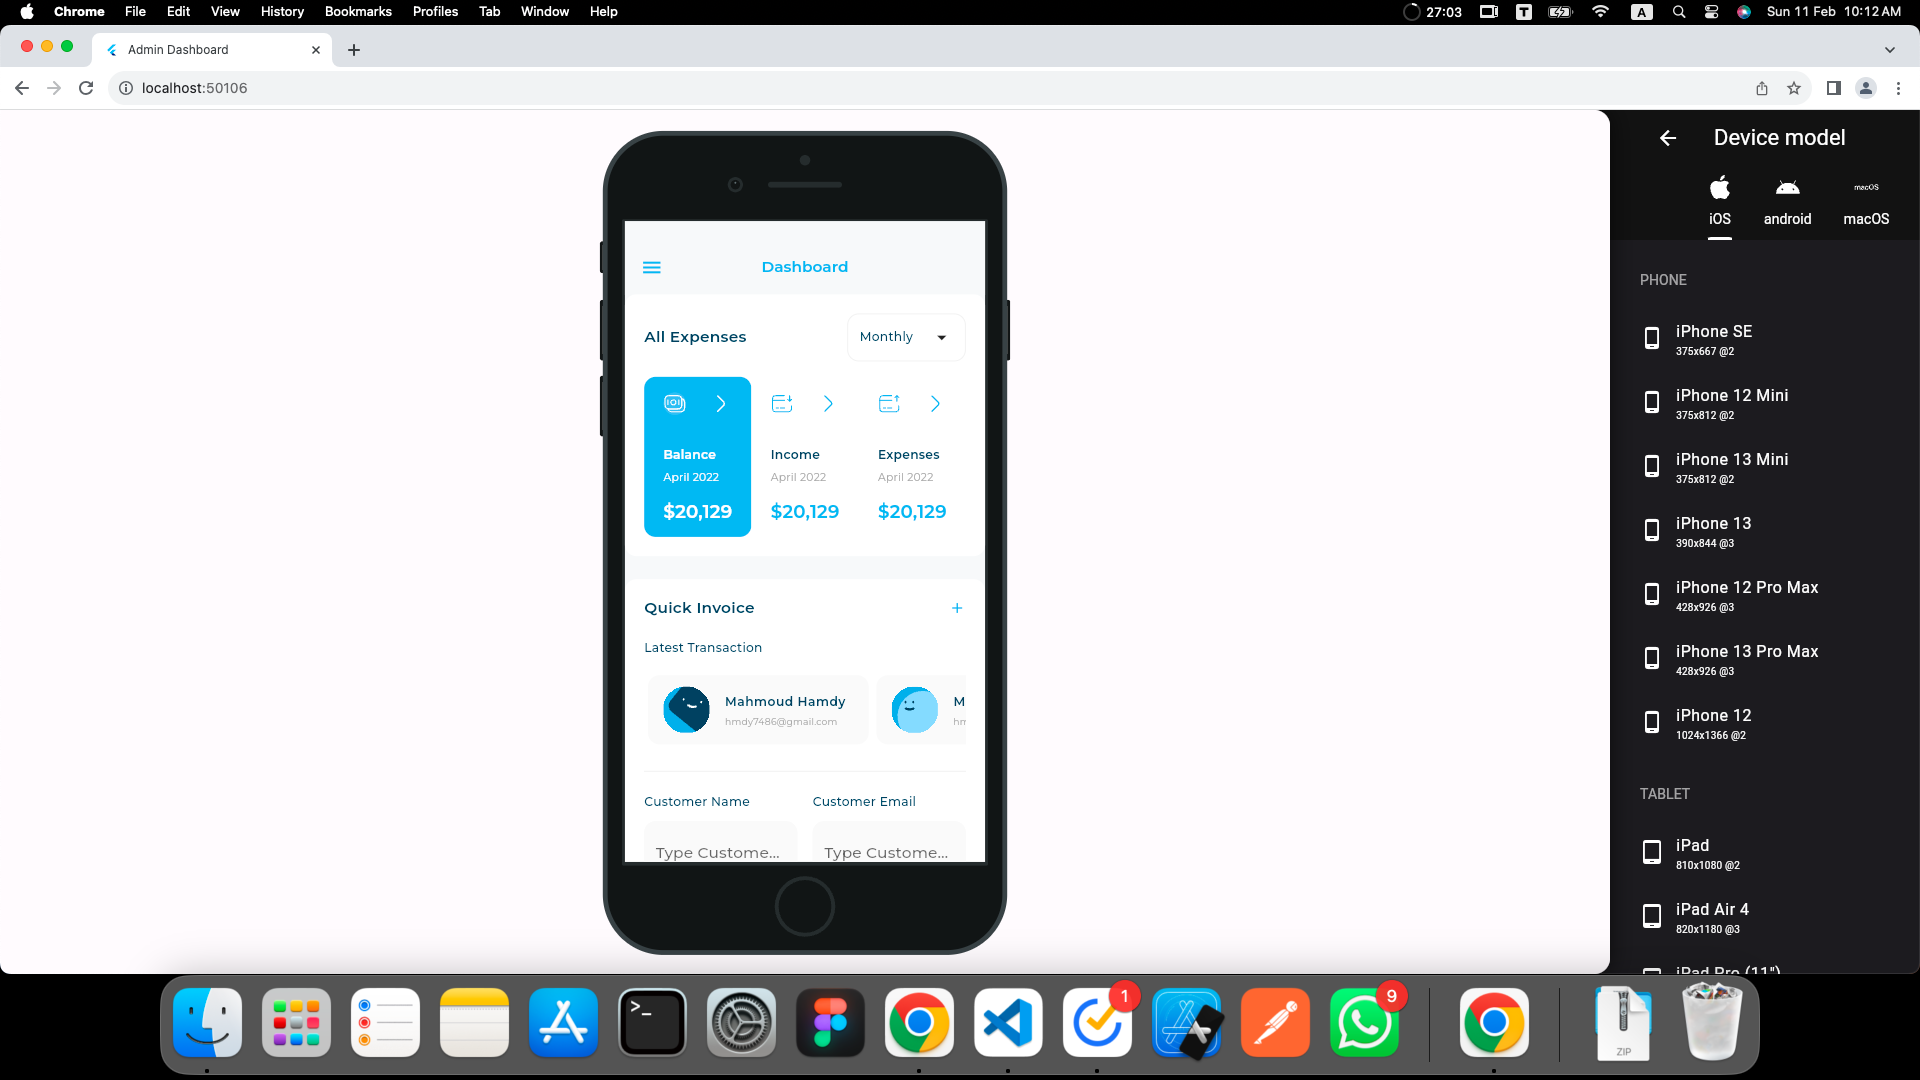 Chrome File Edit View History Bookmarks Profiles Tab Window Help 27:03 T A Sun 11 Feb 10:12 AM
Admin Dashboard
localhost:50106
Device model
macOS
iOS android macOS
PHONE
iPhone SE
375x667 @2
iPhone 12 Mini
375x812 @2
iPhone 13 Mini
375x812 @2
iPhone 13
390x844 @3
iPhone 12 Pro Max
428x926 @3
iPhone 13 Pro Max
428x926 @3
iPhone 12
1024x1366 @2
TABLET
iPad
810x1080 @2
iPad Air 4
820x1180 @3
iPad Pro (11")
Dashboard
All Expenses Monthly
Balance Income Expenses
April 2022 April 2022 April 2022
$20,129 $20,129 $20,129
Quick Invoice
Latest Transaction
Mahmoud Hamdy M
hmdy7486@gmail.com hm
Customer Name Customer Email
Type Custome... Type Custome...
1 9
ZIP